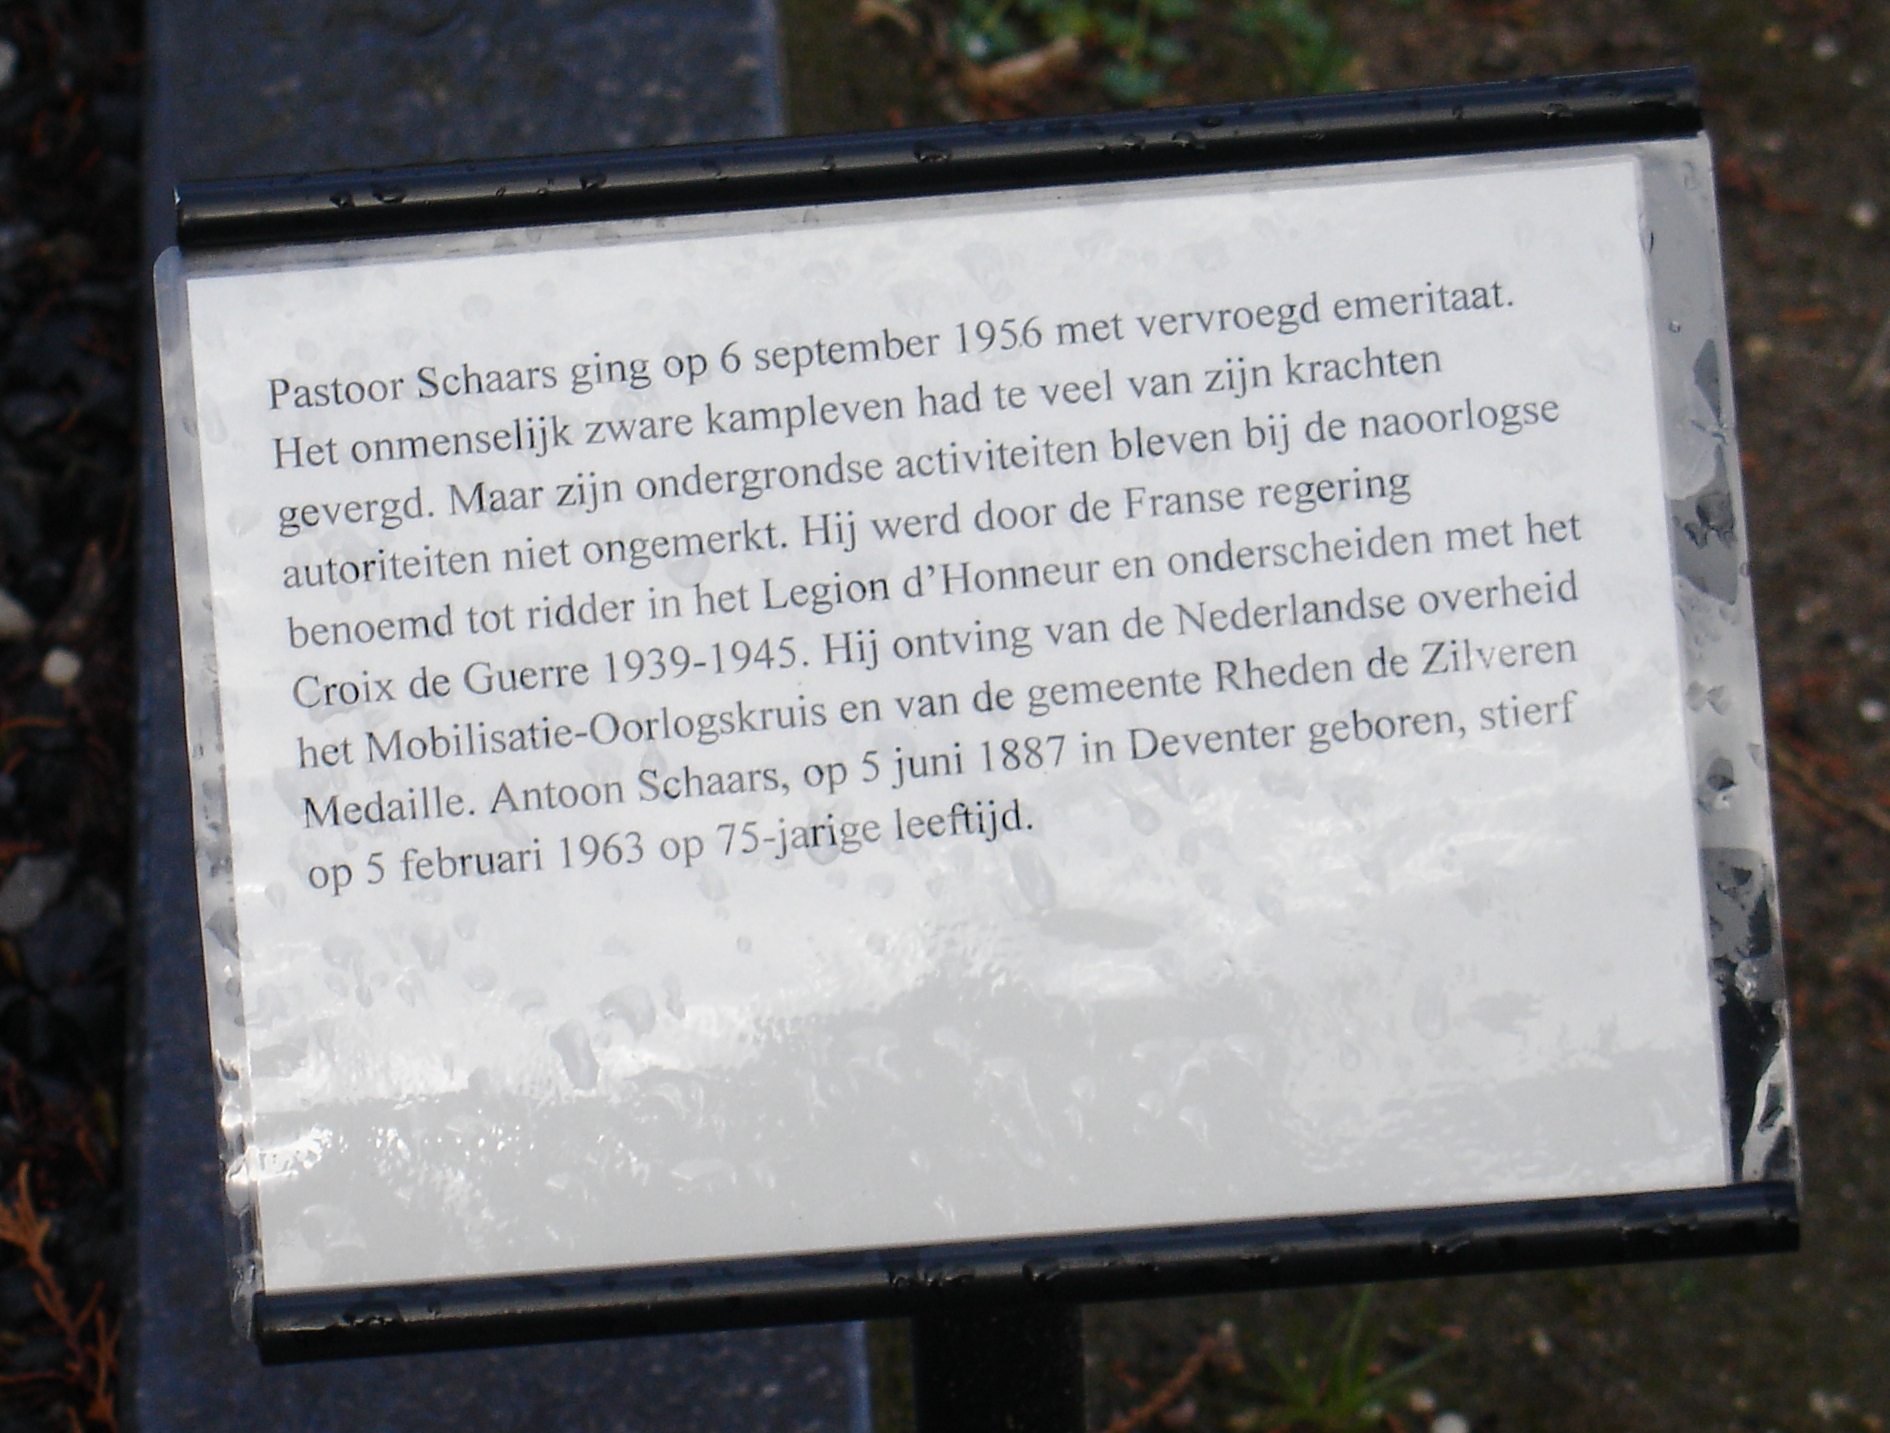 Pastoor Schaars ging op 6 september 1956 met vervroegd emeritaat.
Het onmenselijk zware kampleven had te veel van zijn krachten
gevergd. Maar zijn ondergrondse activiteiten bleven bij de naoorlogse
autoriteiten niet ongemerkt. Hij werd door de Franse regering
benoemd tot ridder in het Legion d’Honneur en onderscheiden met het
Croix de Guerre 1939-1945. Hij ontving van de Nederlandse overheid
het Mobilisatie-Oorlogskruis en van de gemeente Rheden de Zilveren
Medaille. Antoon Schaars, op 5 juni 1887 in Deventer geboren, stierf
op 5 februari 1963 op 75-jarige leeftijd.